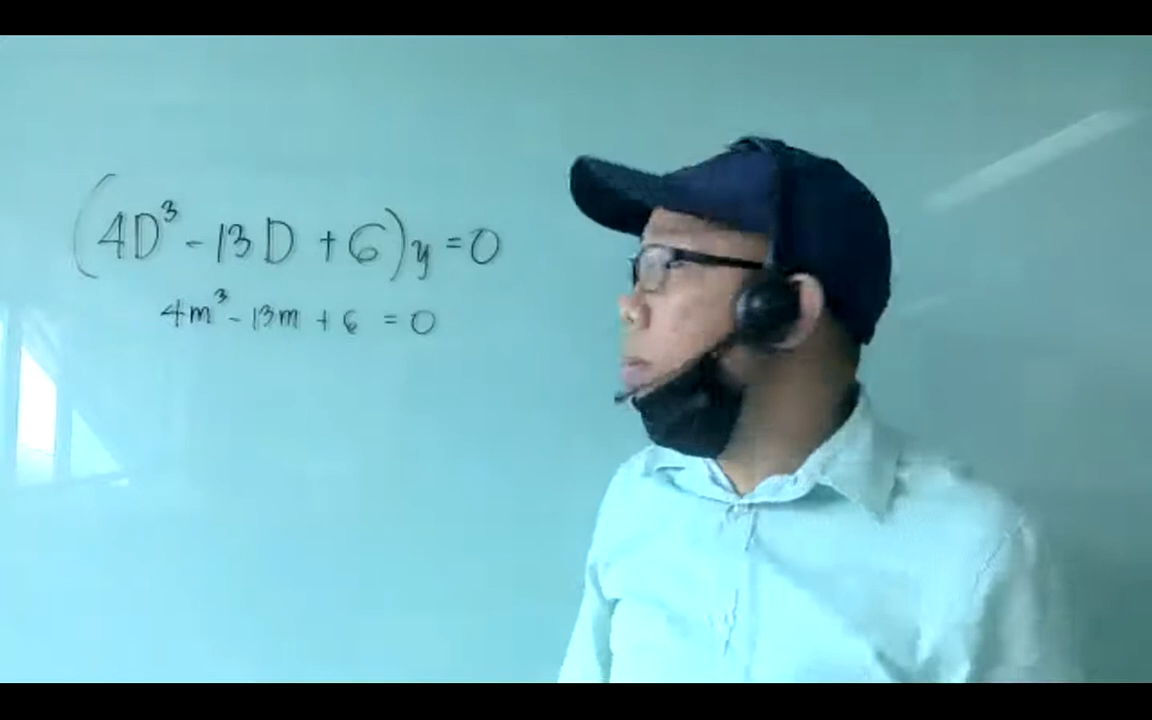 (4D³ - 13D + 6)y = 0
4m³ - 13m + 6 = 0